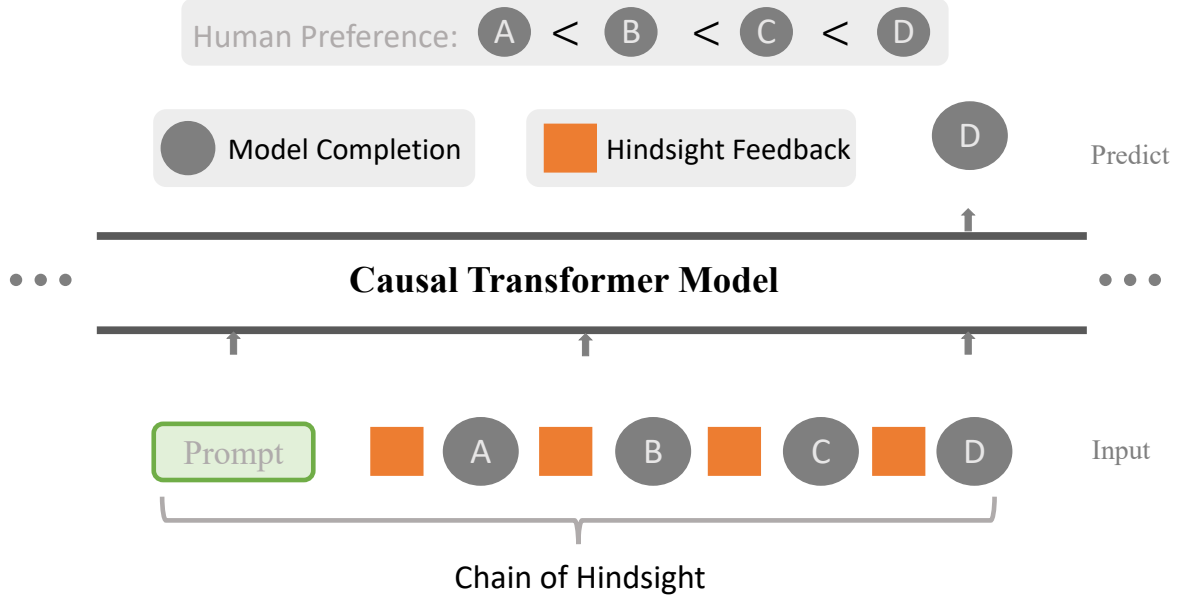 Human Preference: A < B < C < D
Model Completion Hindsight Feedback D Predict
Causal Transformer Model
Prompt A B C D Input
Chain of Hindsight